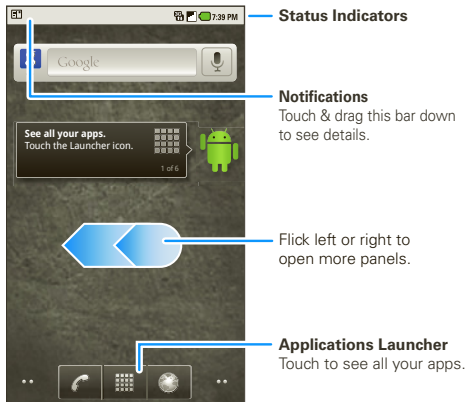 7:39 PM
Status Indicators
Google
Notifications
Touch & drag this bar down
to see details.
See all your apps.
Touch the Launcher icon.
1 of 6
Flick left or right to
open more panels.
Applications Launcher
Touch to see all your apps.